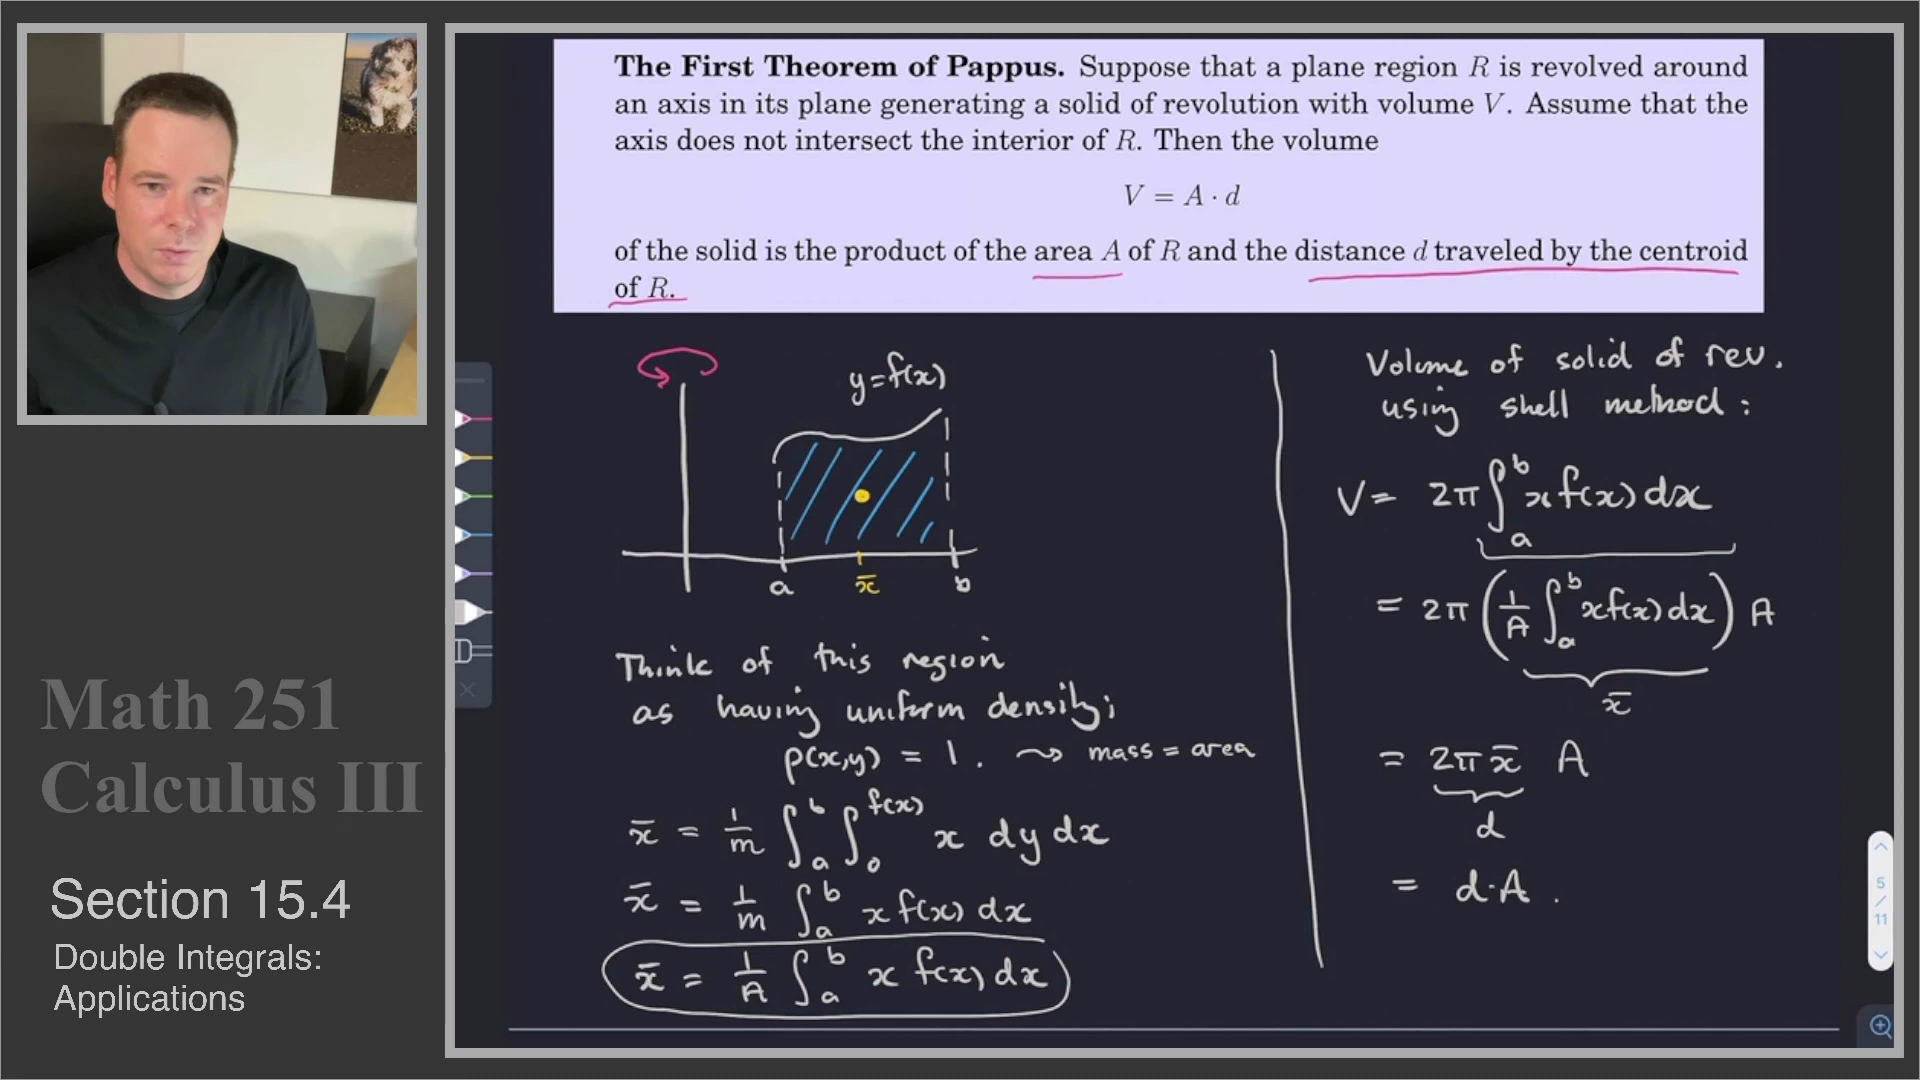 The First Theorem of Pappus. Suppose that a plane region R is revolved around
an axis in its plane generating a solid of revolution with volume V. Assume that the
axis does not intersect the interior of R. Then the volume
V = A · d
of the solid is the product of the area A of R and the distance d traveled by the centroid
of R.
y=f(x)
a
x̄
b
Think of this region
as having uniform density;
ρ(x,y) = 1. ⇝ mass = area
x̄ = 1/m ∫_a^b ∫_0^f(x) x dy dx
x̄ = 1/m ∫_a^b x f(x) dx
x̄ = 1/A ∫_a^b x f(x) dx
Volume of solid of rev.
using shell method:
V = 2π ∫_a^b x f(x) dx
= 2π (1/A ∫_a^b x f(x) dx) A
x̄
= 2π x̄ A
d
= d·A.
Math 251
Calculus III
Section 15.4
Double Integrals:
Applications
5
/
11